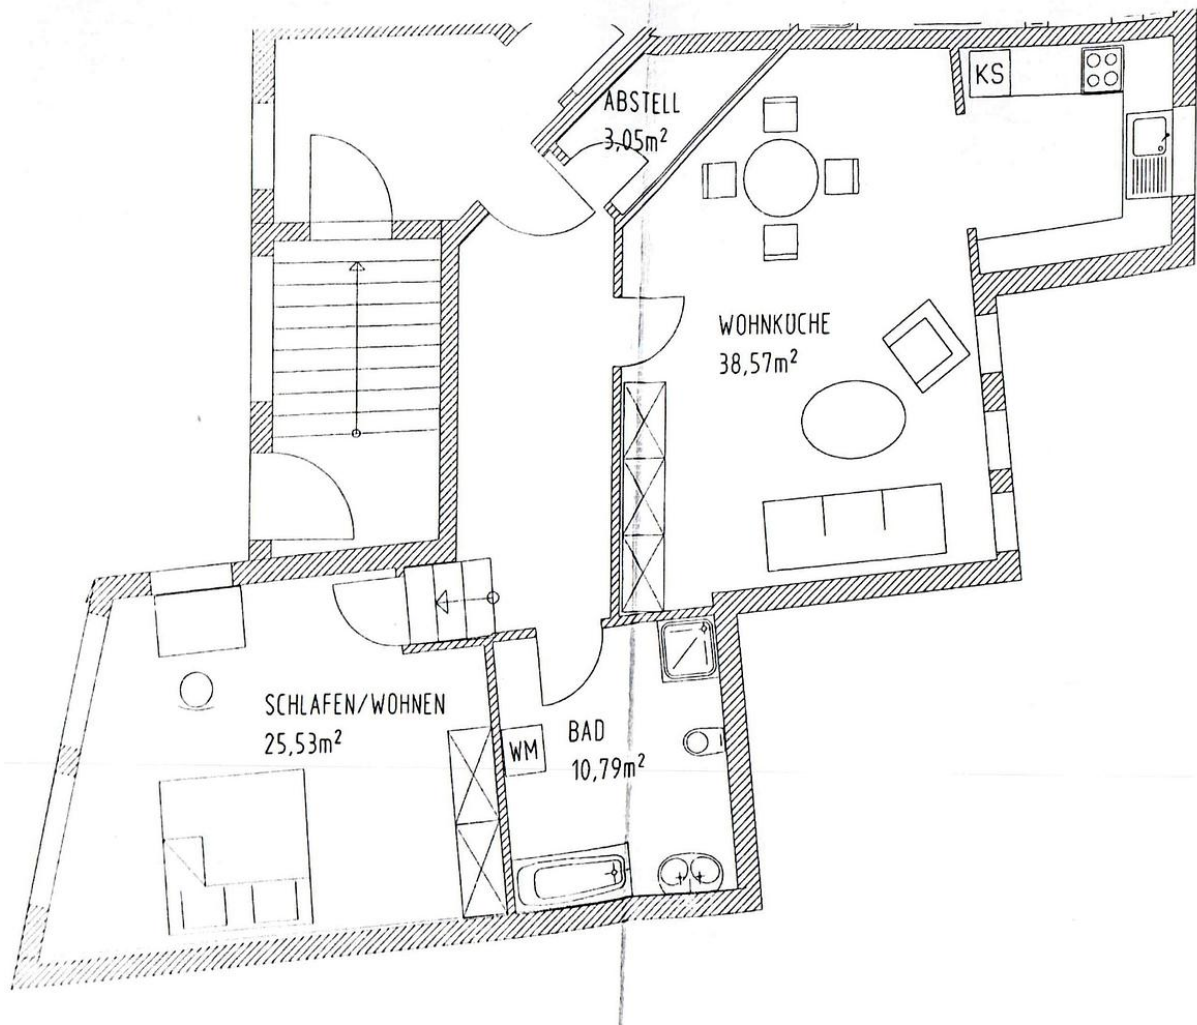 ABSTELL
3,05m²
KS
WOHNKÜCHE
38,57m²
SCHLAFEN/WOHNEN
25,53m²
WM
BAD
10,79m²